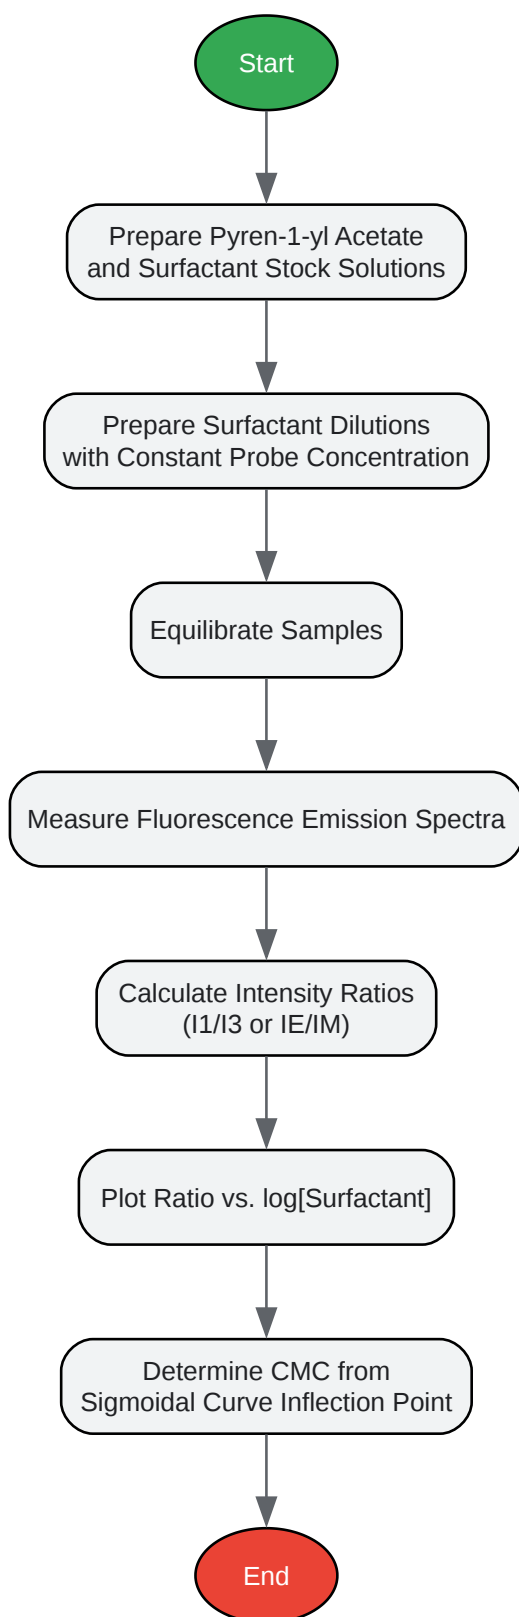 Start
Prepare Pyren-1-yl Acetate
and Surfactant Stock Solutions
Prepare Surfactant Dilutions
with Constant Probe Concentration
Equilibrate Samples
Measure Fluorescence Emission Spectra
Calculate Intensity Ratios
(I1/I3 or IE/IM)
Plot Ratio vs. log[Surfactant]
Determine CMC from
Sigmoidal Curve Inflection Point
End